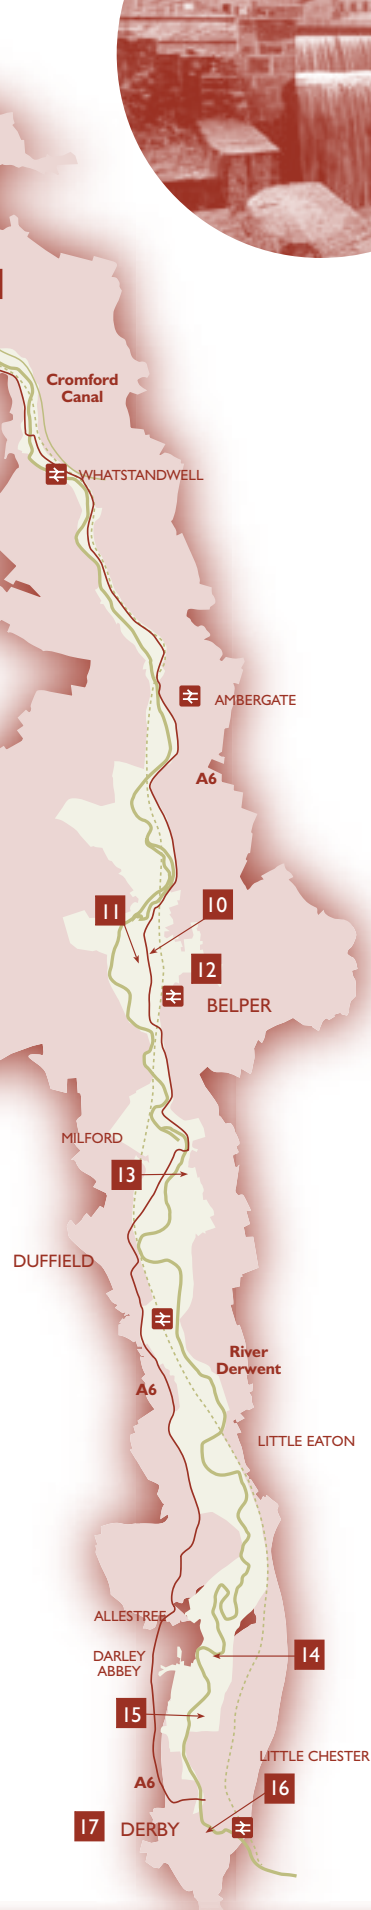 Cromford
Canal
WHATSTANDWELL
AMBERGATE
A6
10
11
12
BELPER
MILFORD
13
DUFFIELD
River
Derwent
A6
LITTLE EATON
ALLESTREE
DARLEY
ABBEY
14
15
LITTLE CHESTER
A6
16
17
DERBY